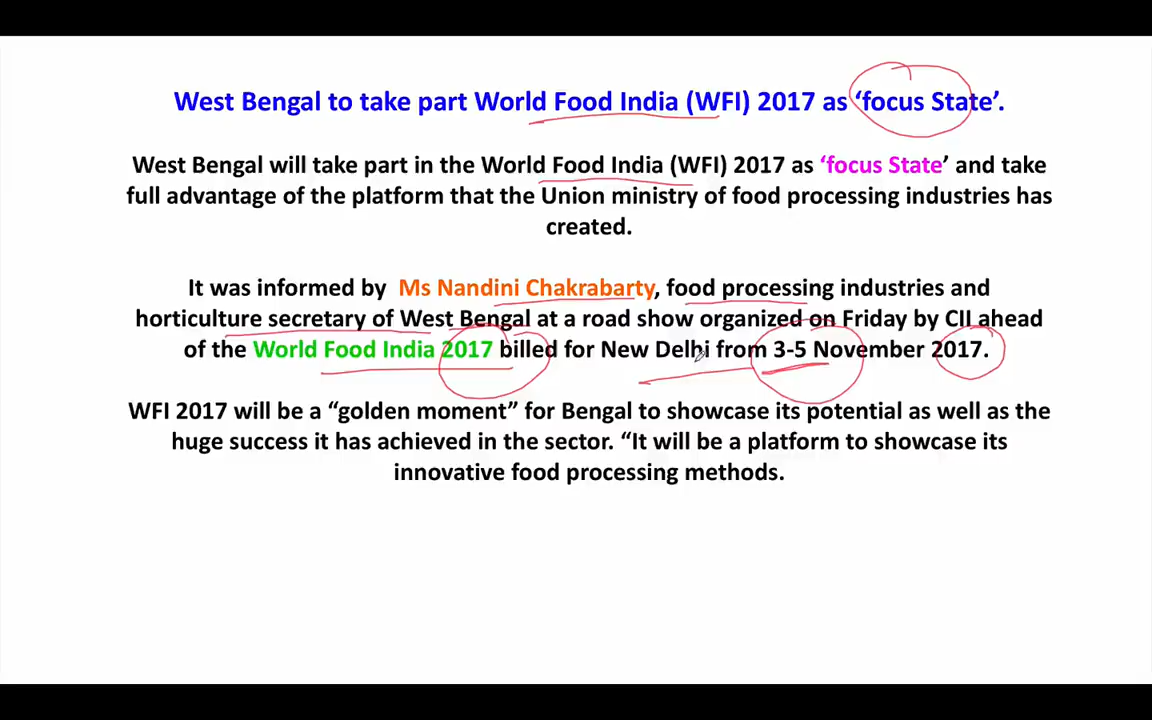 West Bengal to take part World Food India (WFI) 2017 as ‘focus State’.
West Bengal will take part in the World Food India (WFI) 2017 as ‘focus State’ and take
full advantage of the platform that the Union ministry of food processing industries has
created.
It was informed by Ms Nandini Chakrabarty, food processing industries and
horticulture secretary of West Bengal at a road show organized on Friday by CII ahead
of the World Food India 2017 billed for New Delhi from 3-5 November 2017.
WFI 2017 will be a “golden moment” for Bengal to showcase its potential as well as the
huge success it has achieved in the sector. “It will be a platform to showcase its
innovative food processing methods.